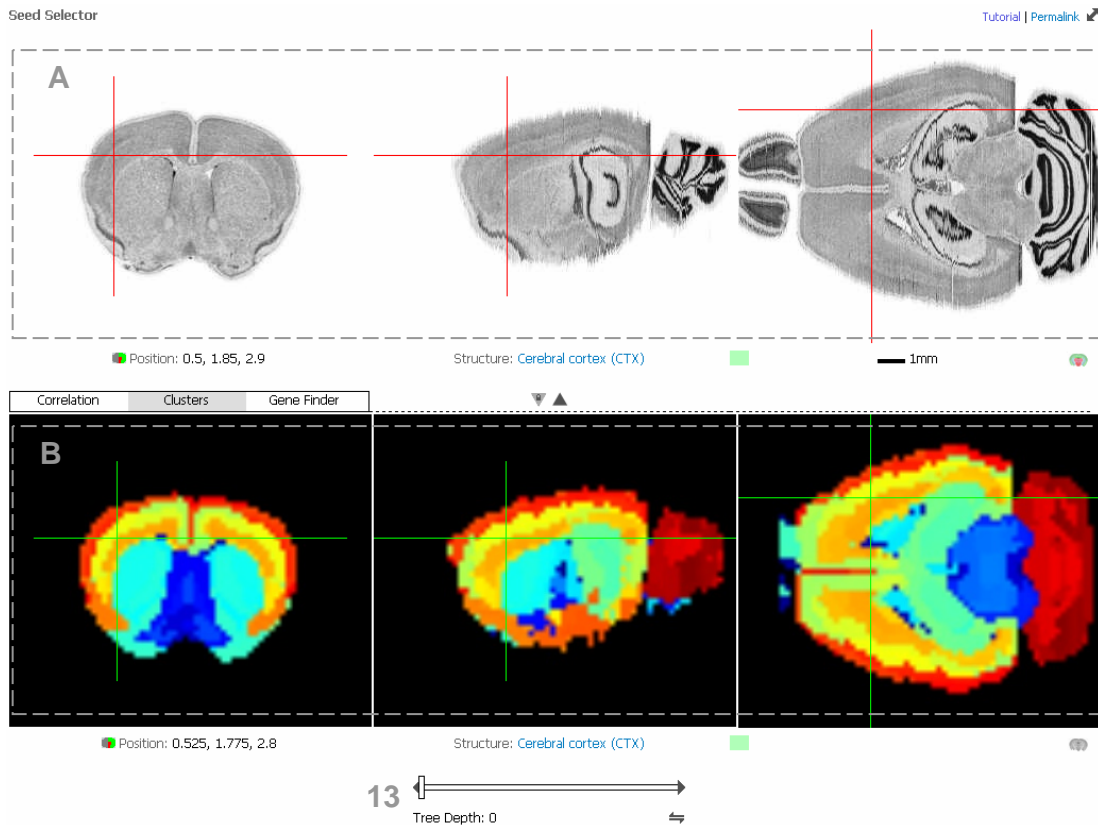 Seed Selector
Tutorial | Permalink
A
Position: 0.5, 1.85, 2.9
Structure: Cerebral cortex (CTX)
1mm
Correlation
Clusters
Gene Finder
B
Position: 0.525, 1.775, 2.8
Structure: Cerebral cortex (CTX)
13
Tree Depth: 0